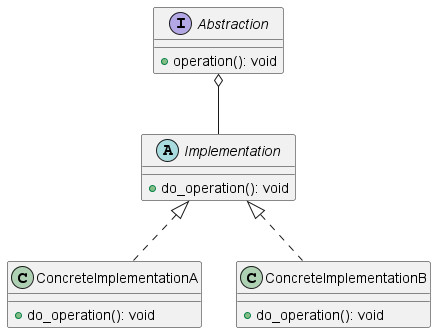 I Abstraction
operation(): void
A Implementation
do_operation(): void
C ConcreteImplementationA
do_operation(): void
C ConcreteImplementationB
do_operation(): void